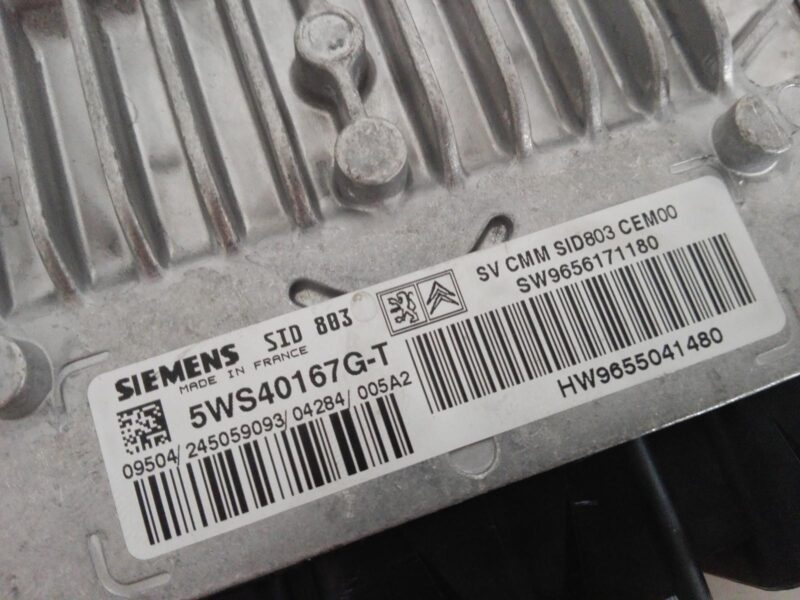 SIEMENS SID 803
MADE IN FRANCE
5WS40167G-T
09504/245059093/04284/005A2
SV CMM SID803 CEM00
SW9656171180
HW9655041480